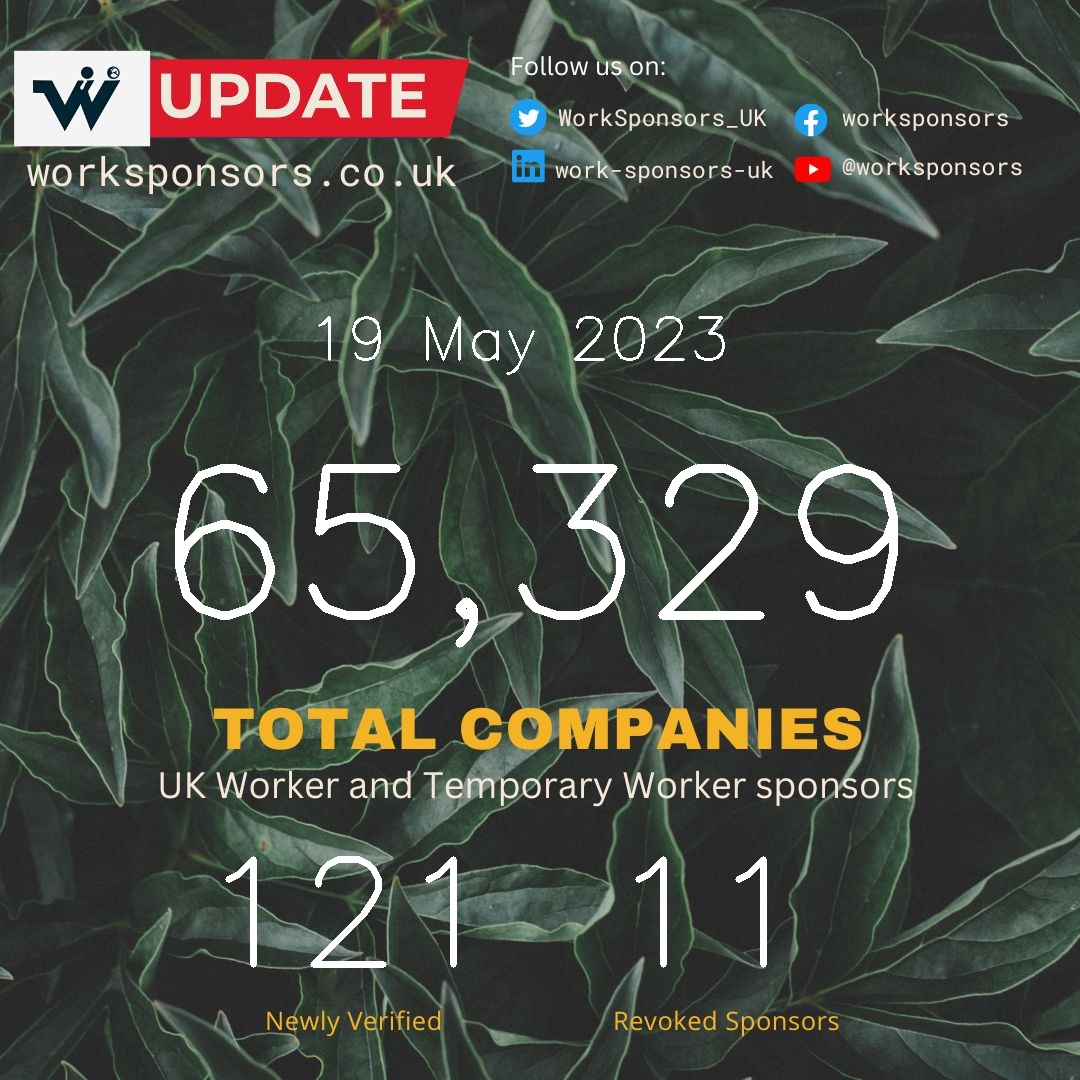 W UPDATE
worksponsors.co.uk
Follow us on:
WorkSponsors_UK worksponsors
work-sponsors-uk @worksponsors
19 May 2023
65,329
TOTAL COMPANIES
UK Worker and Temporary Worker sponsors
121 11
Newly Verified Revoked Sponsors